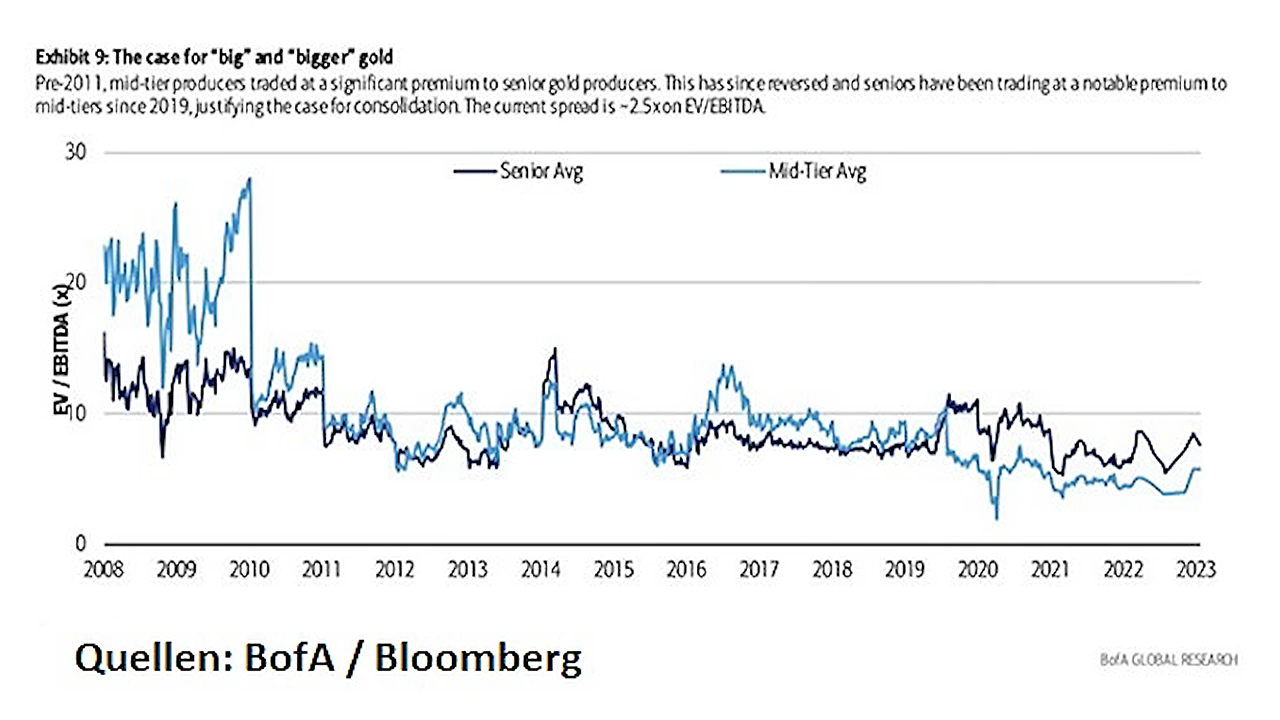 Exhibit 9: The case for "big" and "bigger" gold
Pre-2011, mid-tier producers traded at a significant premium to senior gold producers. This has since reversed and seniors have been trading at a notable premium to
mid-tiers since 2019, justifying the case for consolidation. The current spread is ~2.5x on EV/EBITDA.
30
Senior Avg
Mid-Tier Avg
20
EV / EBITDA (x)
10
0
2008 2009 2010 2011 2012 2013 2014 2015 2016 2017 2018 2019 2020 2021 2022 2023
Quellen: BofA / Bloomberg
BofA GLOBAL RESEARCH